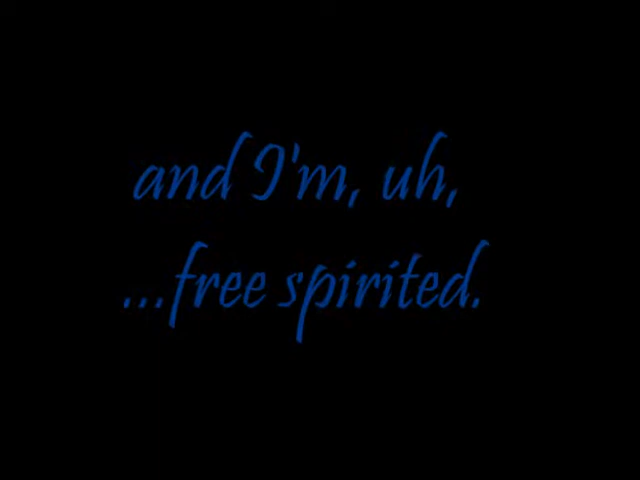 and I'm, uh,
...free spirited.